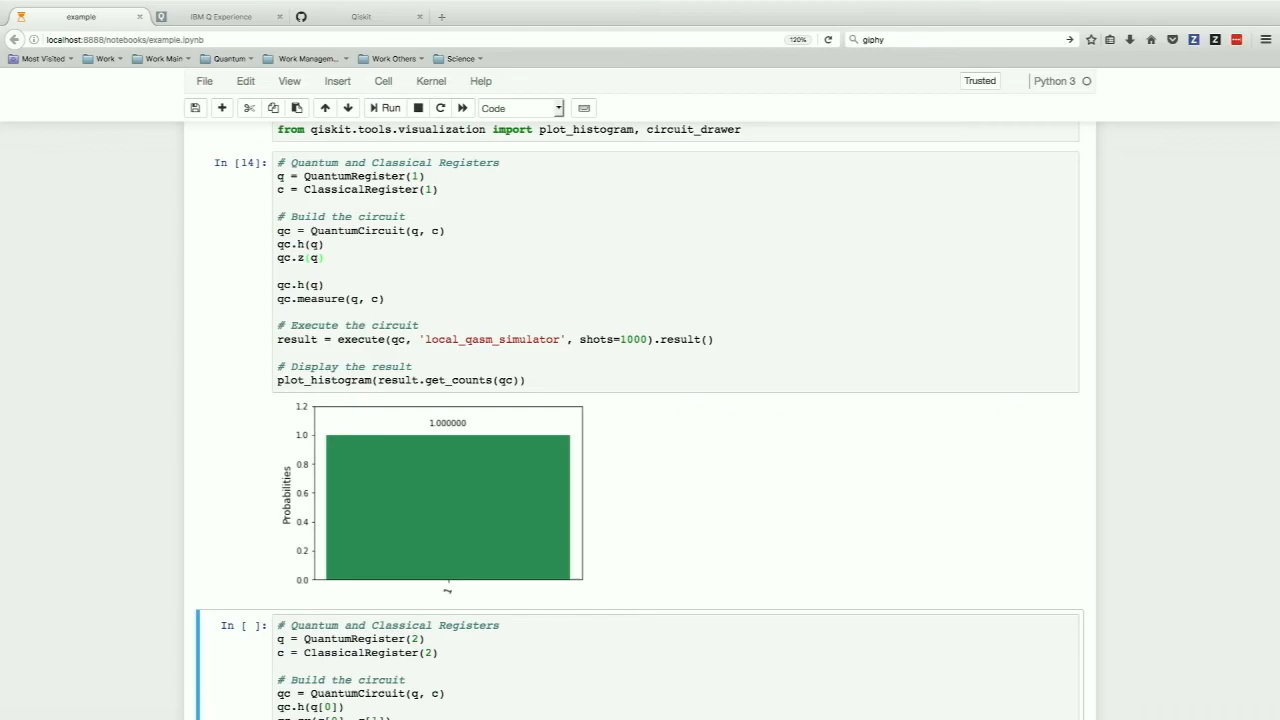 example
IBM Q Experience
Qiskit
localhost:8888/notebooks/example.ipynb
120%
giphy
Most Visited
Work
Work Main
Quantum
Work Managem...
Work Others
Science
File Edit View Insert Cell Kernel Help
Trusted
Python 3
Run
Code
from qiskit.tools.visualization import plot_histogram, circuit_drawer
In [14]:
# Quantum and Classical Registers
q = QuantumRegister(1)
c = ClassicalRegister(1)
# Build the circuit
qc = QuantumCircuit(q, c)
qc.h(q)
qc.z(q)
qc.h(q)
qc.measure(q, c)
# Execute the circuit
result = execute(qc, 'local_qasm_simulator', shots=1000).result()
# Display the result
plot_histogram(result.get_counts(qc))
1.2
1.000000
1.0
0.8
0.6
0.4
0.2
0.0
Probabilities
1
In [ ]:
# Quantum and Classical Registers
q = QuantumRegister(2)
c = ClassicalRegister(2)
# Build the circuit
qc = QuantumCircuit(q, c)
qc.h(q[0])